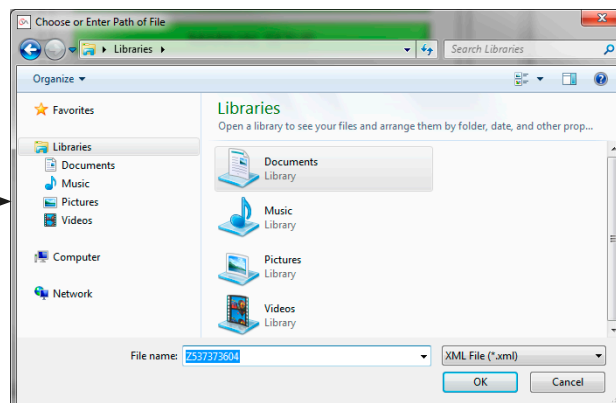 Choose or Enter Path of File
Libraries
Search Libraries
Organize
Favorites
Libraries
Documents
Music
Pictures
Videos
Computer
Network
Libraries
Open a library to see your files and arrange them by folder, date, and other prop...
Documents
Library
Music
Library
Pictures
Library
Videos
Library
File name: Z537373604 XML File (*.xml)
OK Cancel